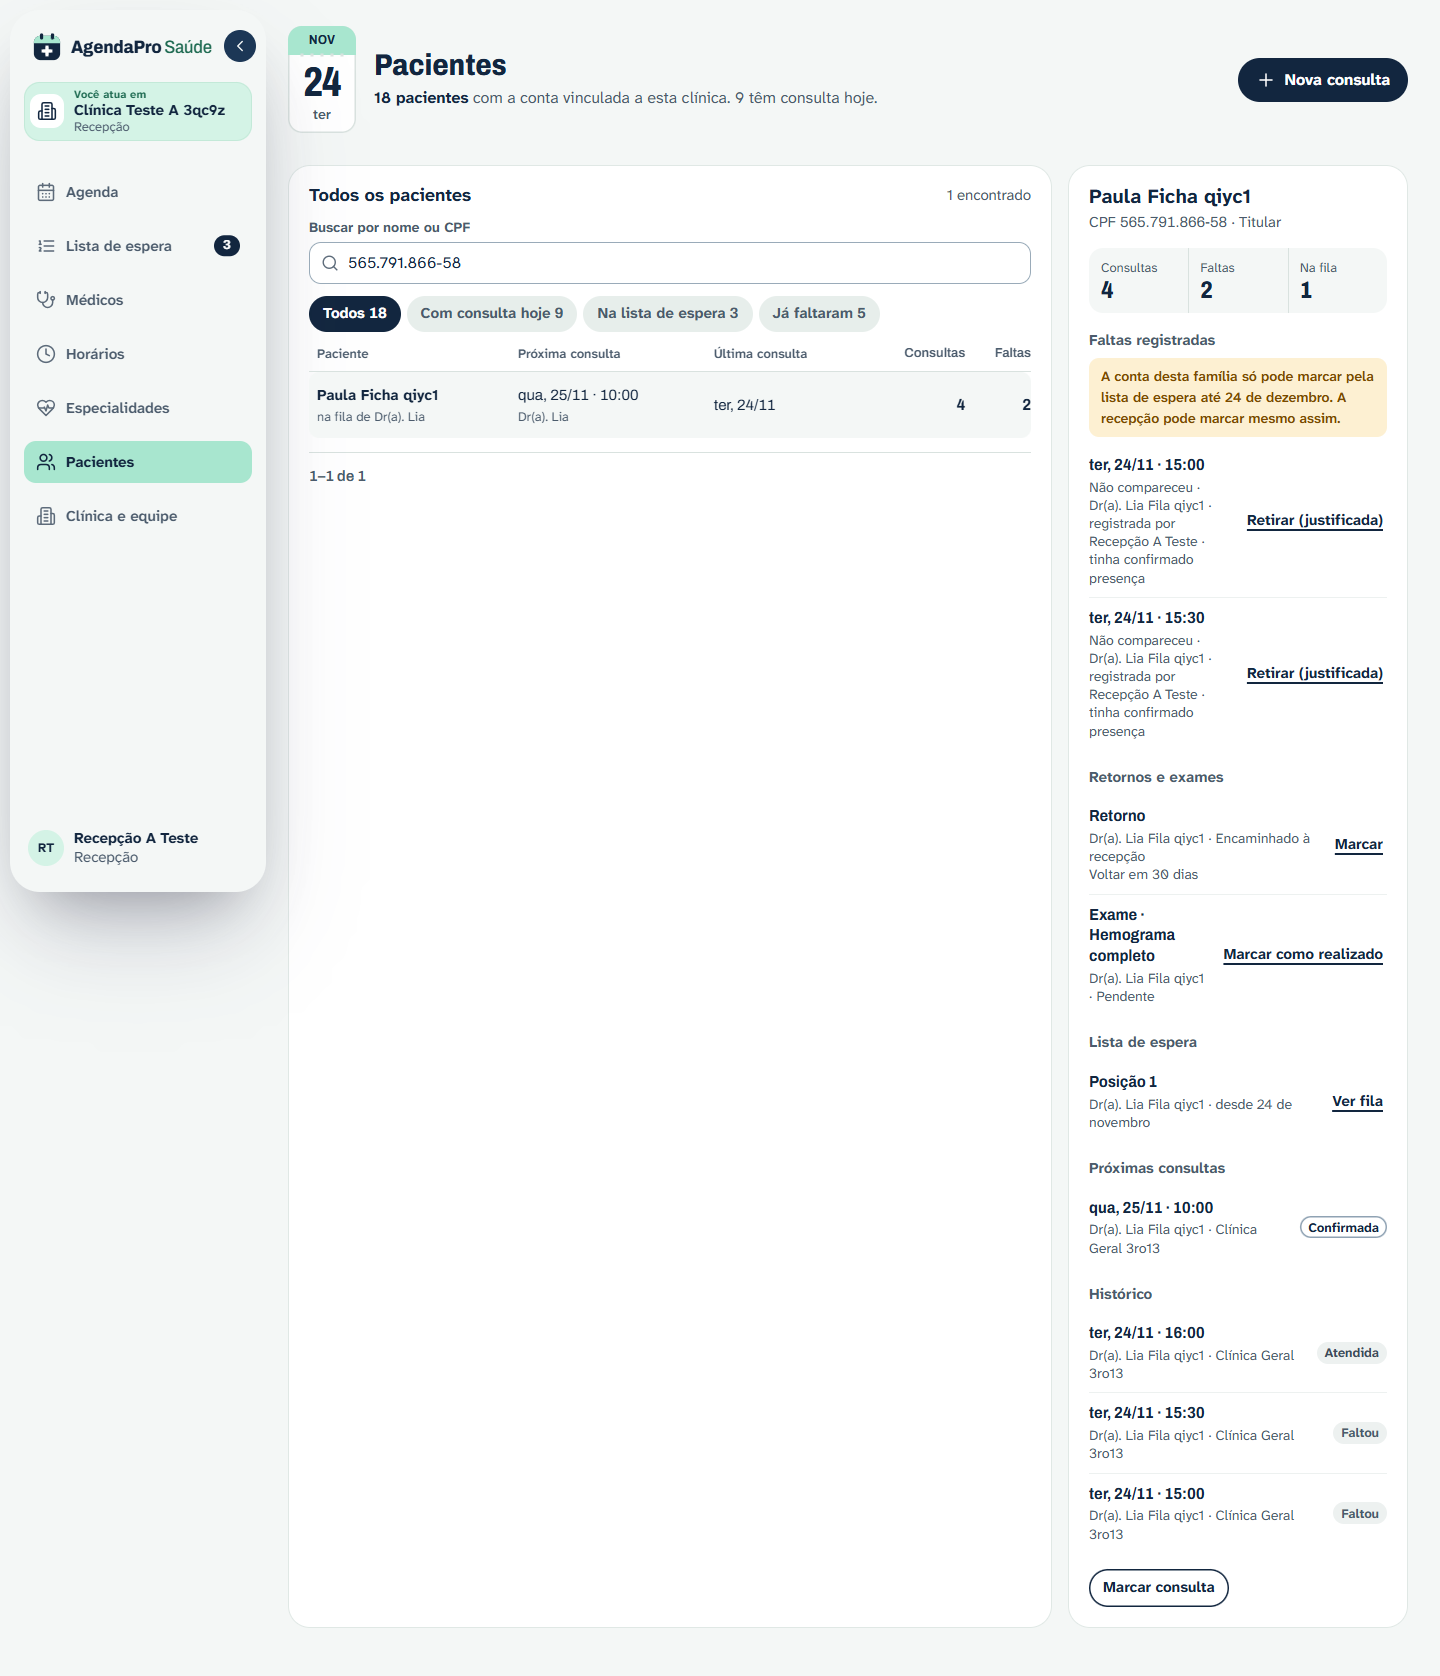 AgendaPro Saúde
Você atua em
Clínica Teste A 3qc9z
Recepção
Agenda
Lista de espera 3
Médicos
Horários
Especialidades
Pacientes
Clínica e equipe
RT
Recepção A Teste
Recepção
NOV
24
ter
Pacientes
18 pacientes com a conta vinculada a esta clínica. 9 têm consulta hoje.
Nova consulta
Todos os pacientes
1 encontrado
Buscar por nome ou CPF
565.791.866-58
Todos 18 Com consulta hoje 9 Na lista de espera 3 Já faltaram 5
Paciente Próxima consulta Última consulta Consultas Faltas
Paula Ficha qiyc1 qua, 25/11 · 10:00 ter, 24/11 4 2
na fila de Dr(a). Lia Dr(a). Lia
1–1 de 1
Paula Ficha qiyc1
CPF 565.791.866-58 · Titular
Consultas Faltas Na fila
4 2 1
Faltas registradas
A conta desta família só pode marcar pela
lista de espera até 24 de dezembro. A
recepção pode marcar mesmo assim.
ter, 24/11 · 15:00
Não compareceu ·
Dr(a). Lia Fila qiyc1 ·
registrada por
Recepção A Teste ·
tinha confirmado
presença
Retirar (justificada)
ter, 24/11 · 15:30
Não compareceu ·
Dr(a). Lia Fila qiyc1 ·
registrada por
Recepção A Teste ·
tinha confirmado
presença
Retirar (justificada)
Retornos e exames
Retorno
Dr(a). Lia Fila qiyc1 · Encaminhado à
recepção
Voltar em 30 dias
Marcar
Exame ·
Hemograma
completo
Dr(a). Lia Fila qiyc1
· Pendente
Marcar como realizado
Lista de espera
Posição 1
Dr(a). Lia Fila qiyc1 · desde 24 de
novembro
Ver fila
Próximas consultas
qua, 25/11 · 10:00
Dr(a). Lia Fila qiyc1 · Clínica
Geral 3ro13
Confirmada
Histórico
ter, 24/11 · 16:00
Dr(a). Lia Fila qiyc1 · Clínica Geral
3ro13
Atendida
ter, 24/11 · 15:30
Dr(a). Lia Fila qiyc1 · Clínica Geral
3ro13
Faltou
ter, 24/11 · 15:00
Dr(a). Lia Fila qiyc1 · Clínica Geral
3ro13
Faltou
Marcar consulta